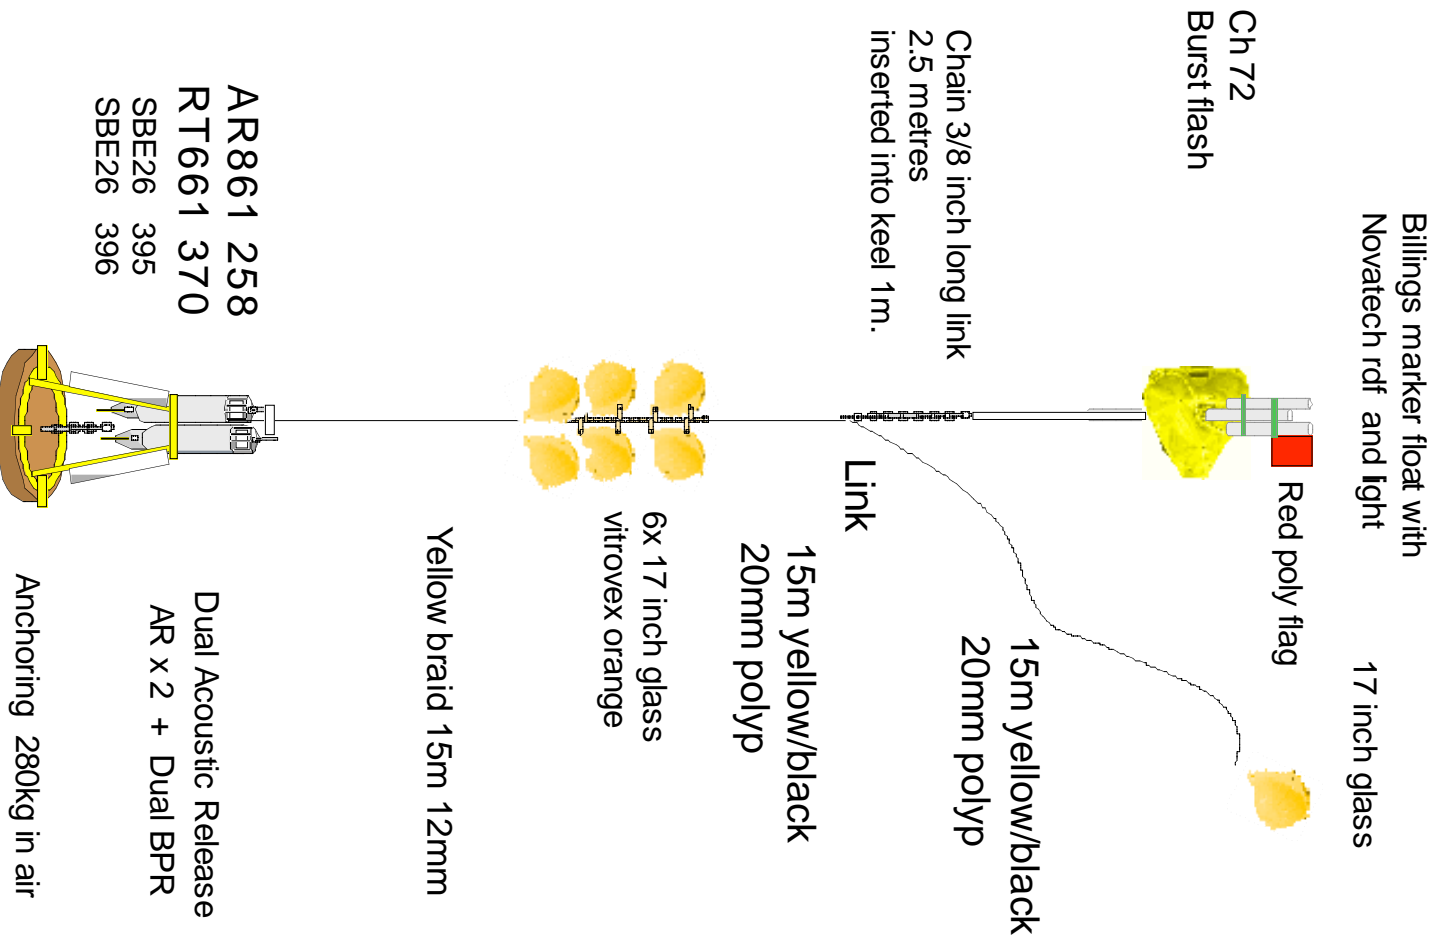 Billings marker float with
Novatech rdf and light
Ch 72
Burst flash
Red poly flag
17 inch glass
Chain 3/8 inch long link
2.5 metres
inserted into keel 1m.
Link
15m yellow/black
20mm polyp
15m yellow/black
20mm polyp
6x 17 inch glass
vitrovex orange
Yellow braid 15m 12mm
AR861 258
RT661 370
SBE26 395
SBE26 396
Dual Acoustic Release
AR x 2 + Dual BPR
Anchoring 280kg in air